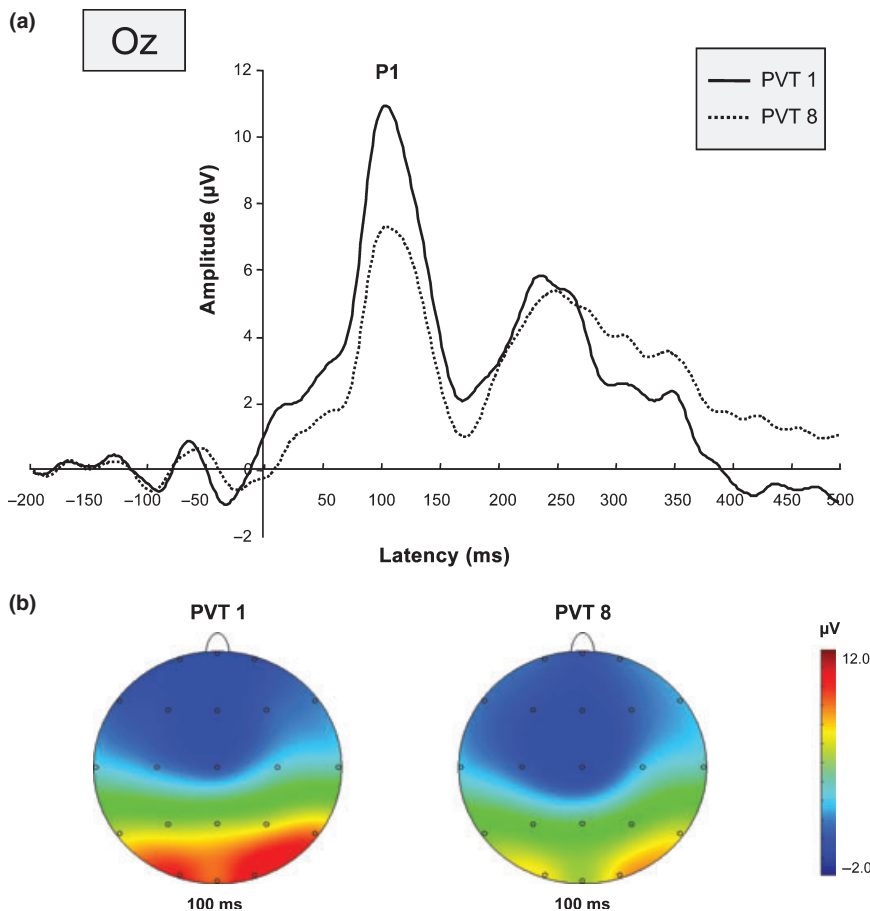 (a)
Oz
P1
PVT 1
PVT 8
Amplitude (µV)
12
10
8
6
4
2
0
–2
–200 –150 –100 –50 50 100 150 200 250 300 350 400 450 500
Latency (ms)
(b)
PVT 1 PVT 8
µV
12.0
–2.0
100 ms 100 ms